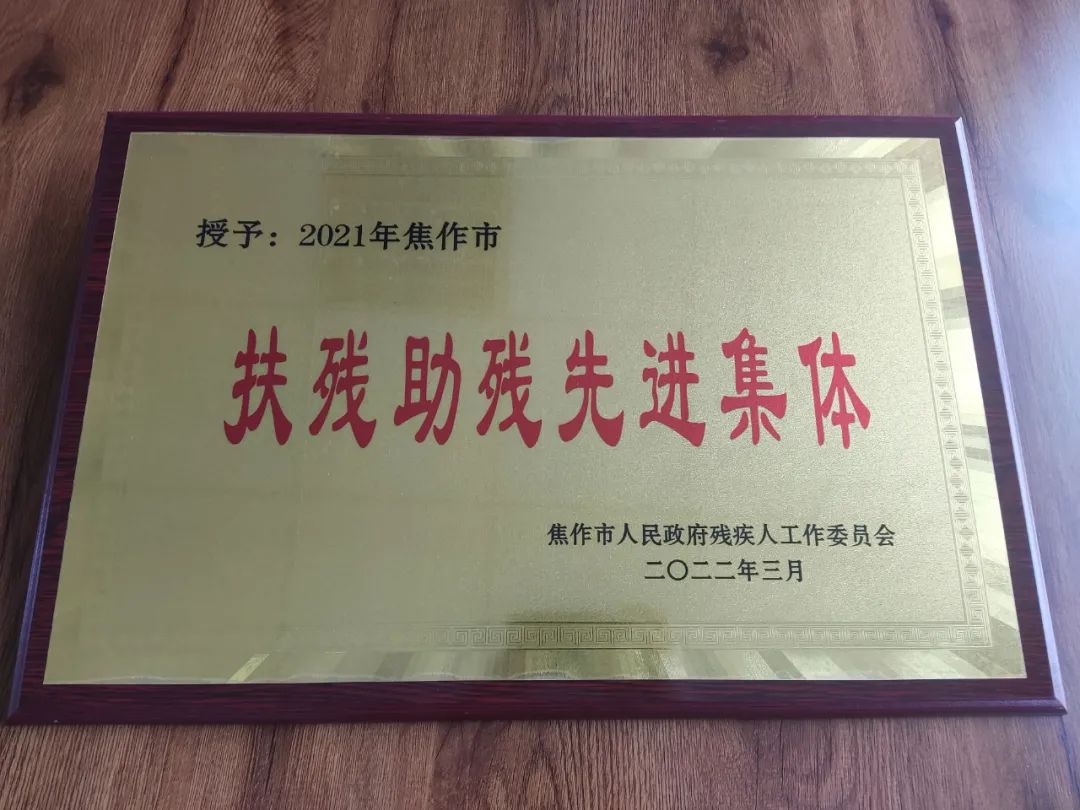 授予：2021年焦作市
扶残助残先进集体
焦作市人民政府残疾人工作委员会
二〇二二年三月